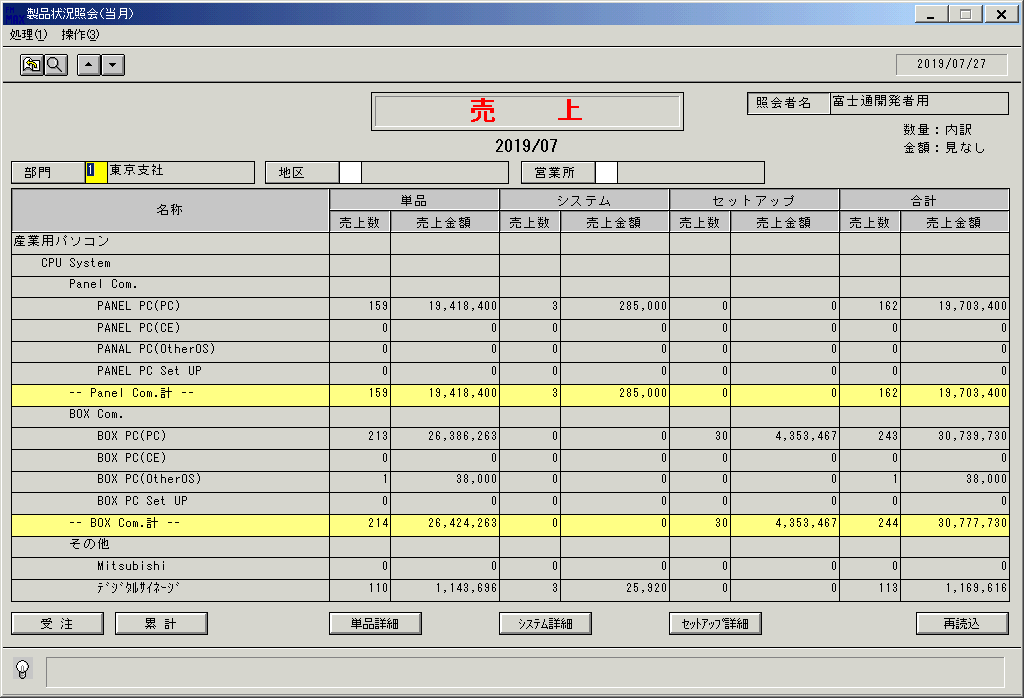 製品状況照会(当月)
処理(1) 操作(3)
2019/07/27
売 上
照会者名 富士通開発者用
2019/07
数量：内訳
金額：見なし
部門 1 東京支社 地区 営業所
名称 単品 システム セットアップ 合計
売上数 売上金額 売上数 売上金額 売上数 売上金額 売上数 売上金額
産業用パソコン
CPU System
Panel Com.
PANEL PC(PC) 159 19,418,400 3 285,000 0 0 162 19,703,400
PANEL PC(CE) 0 0 0 0 0 0 0 0
PANAL PC(OtherOS) 0 0 0 0 0 0 0 0
PANEL PC Set UP 0 0 0 0 0 0 0 0
-- Panel Com.計 -- 159 19,418,400 3 285,000 0 0 162 19,703,400
BOX Com.
BOX PC(PC) 213 26,386,263 0 0 30 4,353,467 243 30,739,730
BOX PC(CE) 0 0 0 0 0 0 0 0
BOX PC(OtherOS) 1 38,000 0 0 0 0 1 38,000
BOX PC Set UP 0 0 0 0 0 0 0 0
-- BOX Com.計 -- 214 26,424,263 0 0 30 4,353,467 244 30,777,730
その他
Mitsubishi 0 0 0 0 0 0 0 0
ﾃﾞｼﾞﾀﾙｻｲﾈｰｼﾞ 110 1,143,696 3 25,920 0 0 113 1,169,616
受 注 累 計 単品詳細 ｼｽﾃﾑ詳細 ｾｯﾄｱｯﾌﾟ詳細 再読込